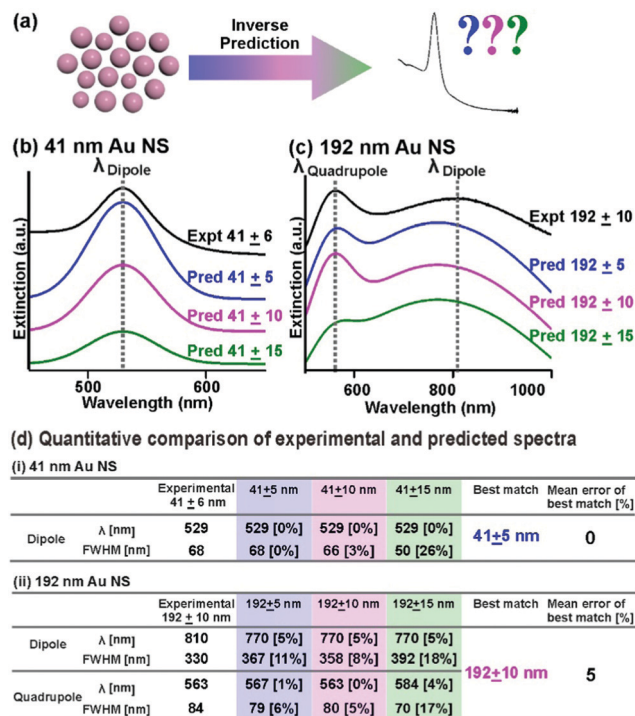 (a)
Inverse
Prediction
? ? ?
(b) 41 nm Au NS
λDipole
Expt 41 ± 6
Pred 41 ± 5
Pred 41 ± 10
Pred 41 ± 15
Extinction (a.u.)
500 600
Wavelength (nm)
(c) 192 nm Au NS
λQuadrupole λDipole
Expt 192 ± 10
Pred 192 ± 5
Pred 192 ± 10
Pred 192 ± 15
Extinction (a.u.)
600 800 1000
Wavelength (nm)
(d) Quantitative comparison of experimental and predicted spectra
(i) 41 nm Au NS
Experimental 41 ± 6 nm 41±5 nm 41±10 nm 41±15 nm Best match Mean error of best match [%]
Dipole λ [nm] 529 529 [0%] 529 [0%] 529 [0%] 41±5 nm 0
FWHM [nm] 68 68 [0%] 66 [3%] 50 [26%]
(ii) 192 nm Au NS
Experimental 192 ± 10 nm 192±5 nm 192±10 nm 192±15 nm Best match Mean error of best match [%]
Dipole λ [nm] 810 770 [5%] 770 [5%] 770 [5%] 192±10 nm 5
FWHM [nm] 330 367 [11%] 358 [8%] 392 [18%]
Quadrupole λ [nm] 563 567 [1%] 563 [0%] 584 [4%]
FWHM [nm] 84 79 [6%] 80 [5%] 70 [17%]